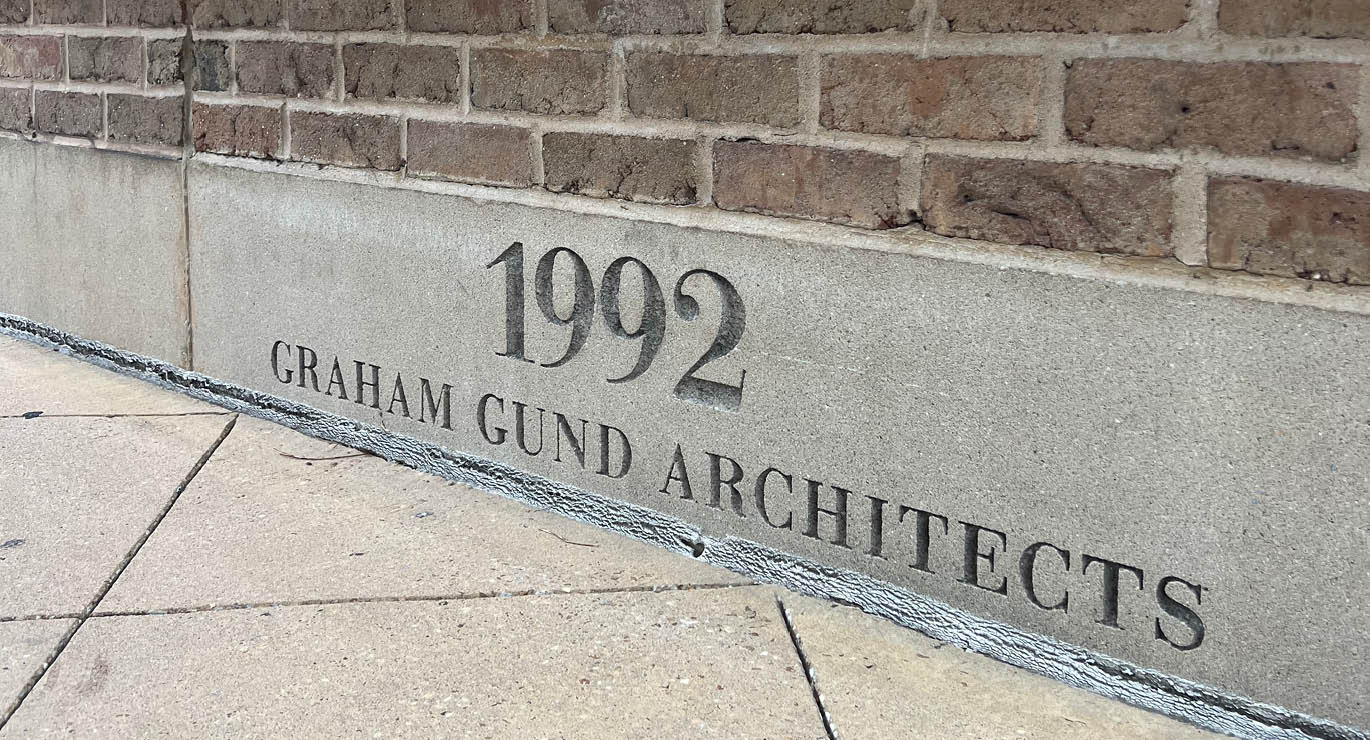 1992
GRAHAM GUND ARCHITECTS